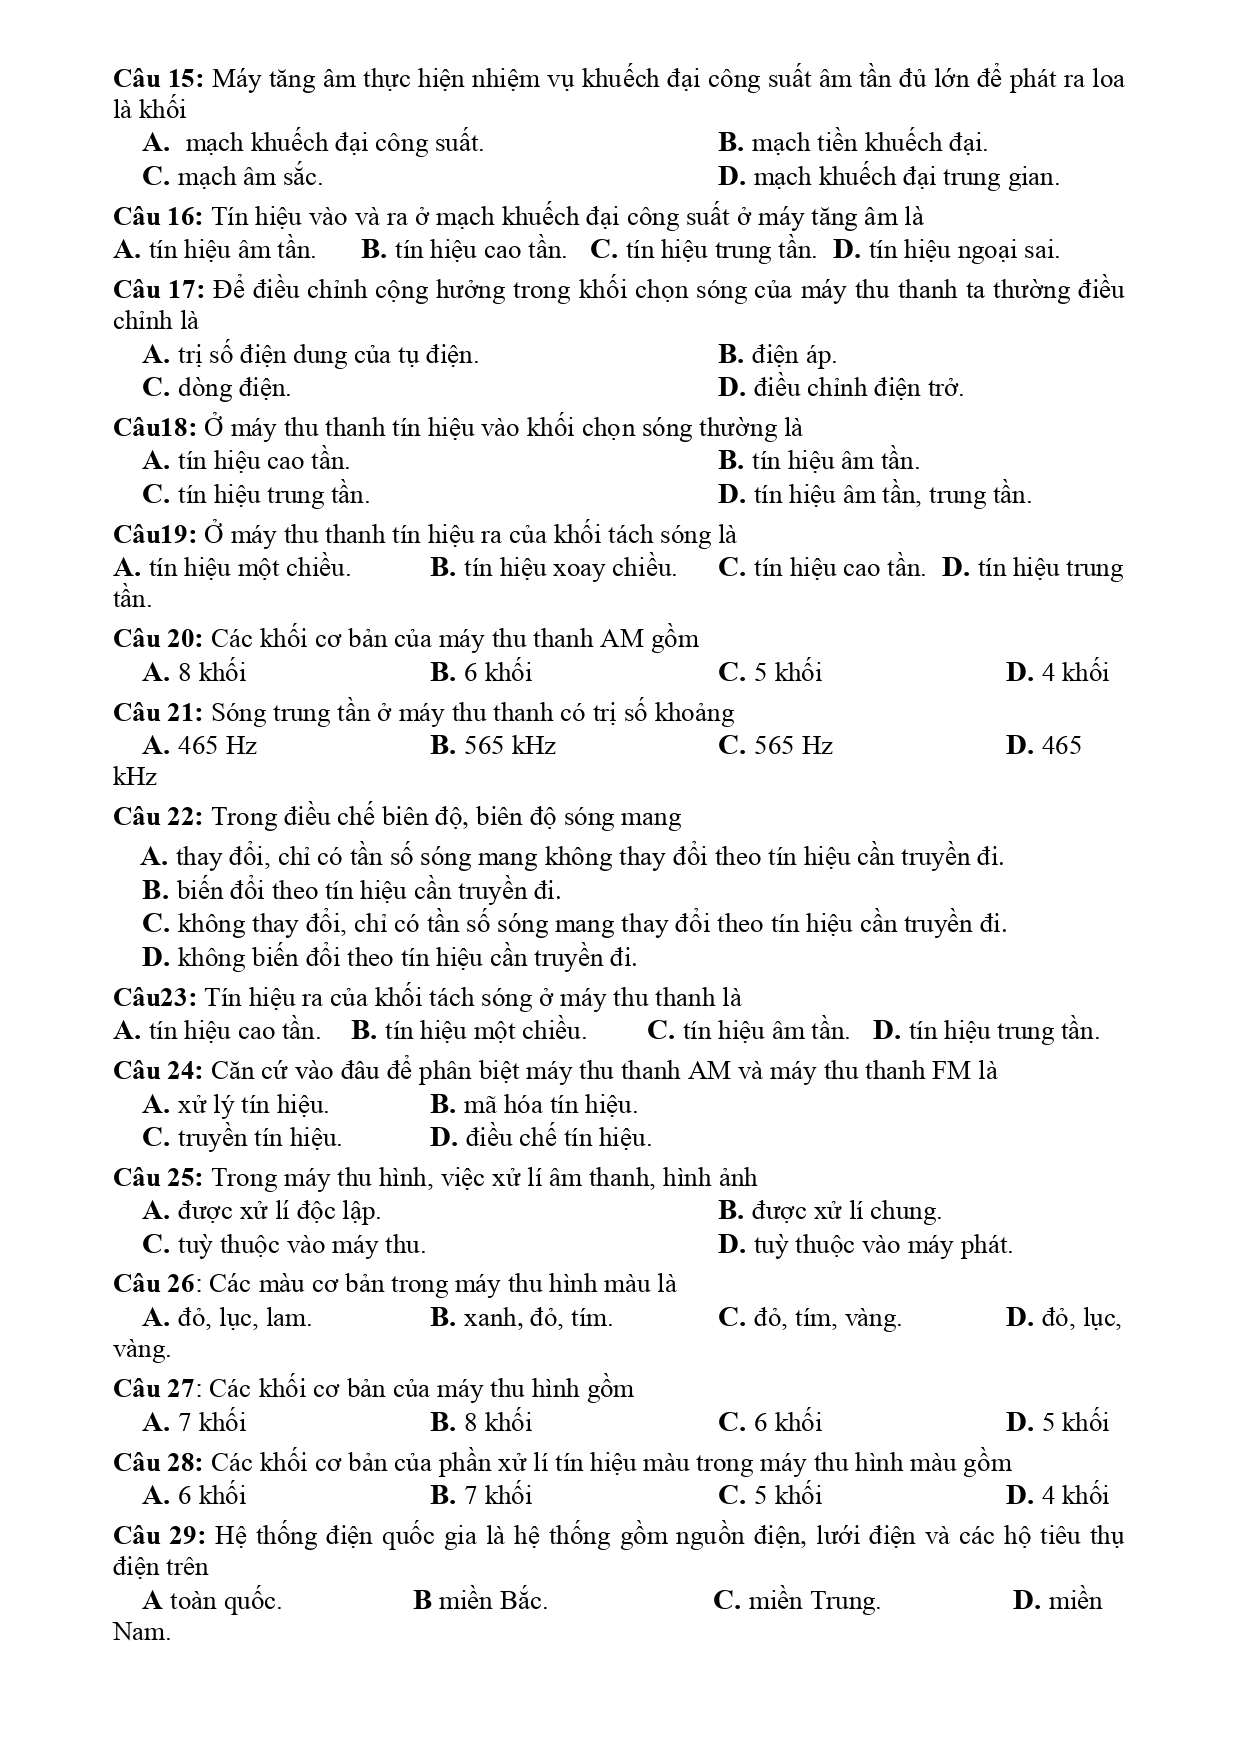 Câu 15: Máy tăng âm thực hiện nhiệm vụ khuếch đại công suất âm tần đủ lớn để phát ra loa
là khối
A. mạch khuếch đại công suất. B. mạch tiền khuếch đại.
C. mạch âm sắc. D. mạch khuếch đại trung gian.
Câu 16: Tín hiệu vào và ra ở mạch khuếch đại công suất ở máy tăng âm là
A. tín hiệu âm tần. B. tín hiệu cao tần. C. tín hiệu trung tần. D. tín hiệu ngoại sai.
Câu 17: Để điều chỉnh cộng hưởng trong khối chọn sóng của máy thu thanh ta thường điều
chỉnh là
A. trị số điện dung của tụ điện. B. điện áp.
C. dòng điện. D. điều chỉnh điện trở.
Câu18: Ở máy thu thanh tín hiệu vào khối chọn sóng thường là
A. tín hiệu cao tần. B. tín hiệu âm tần.
C. tín hiệu trung tần. D. tín hiệu âm tần, trung tần.
Câu19: Ở máy thu thanh tín hiệu ra của khối tách sóng là
A. tín hiệu một chiều. B. tín hiệu xoay chiều. C. tín hiệu cao tần. D. tín hiệu trung
tần.
Câu 20: Các khối cơ bản của máy thu thanh AM gồm
A. 8 khối B. 6 khối C. 5 khối D. 4 khối
Câu 21: Sóng trung tần ở máy thu thanh có trị số khoảng
A. 465 Hz B. 565 kHz C. 565 Hz D. 465
kHz
Câu 22: Trong điều chế biên độ, biên độ sóng mang
A. thay đổi, chỉ có tần số sóng mang không thay đổi theo tín hiệu cần truyền đi.
B. biến đổi theo tín hiệu cần truyền đi.
C. không thay đổi, chỉ có tần số sóng mang thay đổi theo tín hiệu cần truyền đi.
D. không biến đổi theo tín hiệu cần truyền đi.
Câu23: Tín hiệu ra của khối tách sóng ở máy thu thanh là
A. tín hiệu cao tần. B. tín hiệu một chiều. C. tín hiệu âm tần. D. tín hiệu trung tần.
Câu 24: Căn cứ vào đâu để phân biệt máy thu thanh AM và máy thu thanh FM là
A. xử lý tín hiệu. B. mã hóa tín hiệu.
C. truyền tín hiệu. D. điều chế tín hiệu.
Câu 25: Trong máy thu hình, việc xử lí âm thanh, hình ảnh
A. được xử lí độc lập. B. được xử lí chung.
C. tuỳ thuộc vào máy thu. D. tuỳ thuộc vào máy phát.
Câu 26: Các màu cơ bản trong máy thu hình màu là
A. đỏ, lục, lam. B. xanh, đỏ, tím. C. đỏ, tím, vàng. D. đỏ, lục,
vàng.
Câu 27: Các khối cơ bản của máy thu hình gồm
A. 7 khối B. 8 khối C. 6 khối D. 5 khối
Câu 28: Các khối cơ bản của phần xử lí tín hiệu màu trong máy thu hình màu gồm
A. 6 khối B. 7 khối C. 5 khối D. 4 khối
Câu 29: Hệ thống điện quốc gia là hệ thống gồm nguồn điện, lưới điện và các hộ tiêu thụ
điện trên
A toàn quốc. B miền Bắc. C. miền Trung. D. miền
Nam.